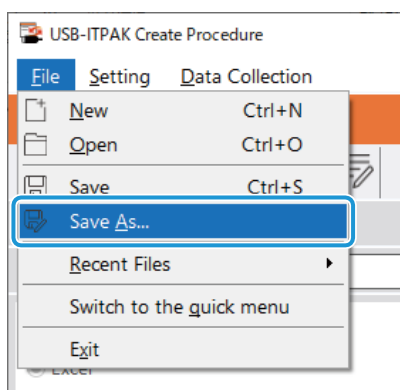 USB-ITPAK Create Procedure
File Setting Data Collection
New Ctrl+N
Open Ctrl+O
Save Ctrl+S
Save As...
Recent Files
Switch to the quick menu
Exit
Excel